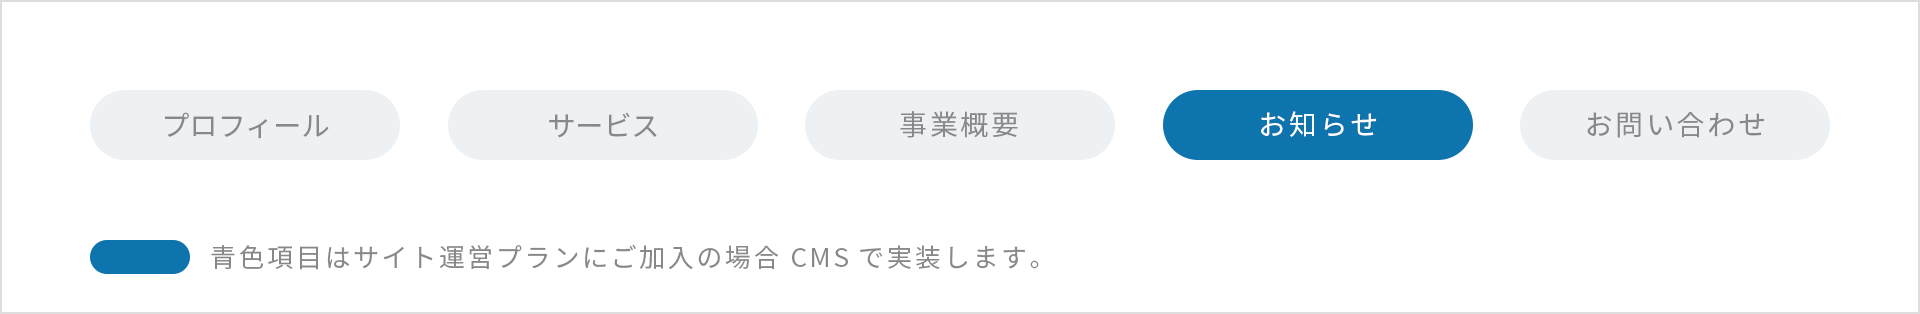 プロフィール
サービス
事業概要
お知らせ
お問い合わせ
青色項目はサイト運営プランにご加入の場合 CMS で実装します。